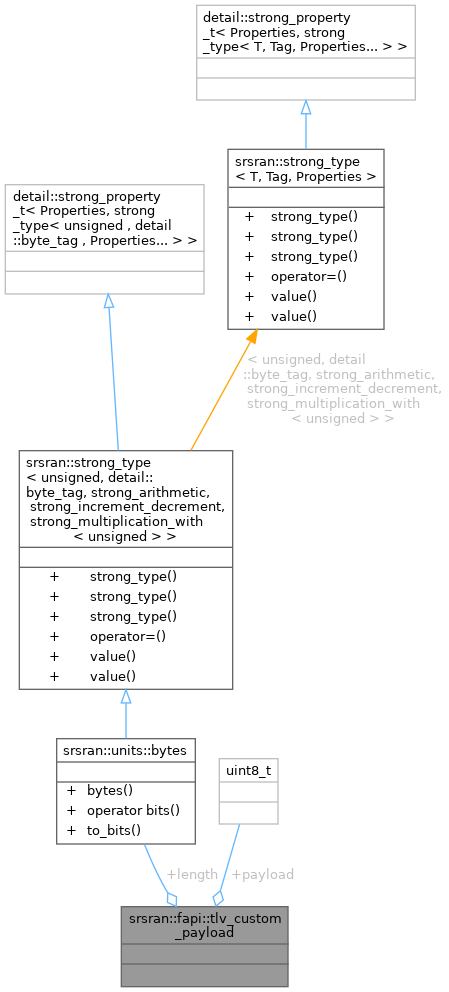 detail::strong_property
_t< Properties, strong
_type< T, Tag, Properties... > >
srsran::strong_type
< T, Tag, Properties >
+ strong_type()
+ strong_type()
+ strong_type()
+ operator=()
+ value()
+ value()
detail::strong_property
_t< Properties, strong
_type< unsigned , detail
::byte_tag , Properties... > >
< unsigned, detail
::byte_tag, strong_arithmetic,
strong_increment_decrement,
strong_multiplication_with
< unsigned > >
srsran::strong_type
< unsigned, detail::
byte_tag, strong_arithmetic,
strong_increment_decrement,
strong_multiplication_with
< unsigned > >
+ strong_type()
+ strong_type()
+ strong_type()
+ operator=()
+ value()
+ value()
srsran::units::bytes
+ bytes()
+ operator bits()
+ to_bits()
uint8_t
+length
+payload
srsran::fapi::tlv_custom
_payload